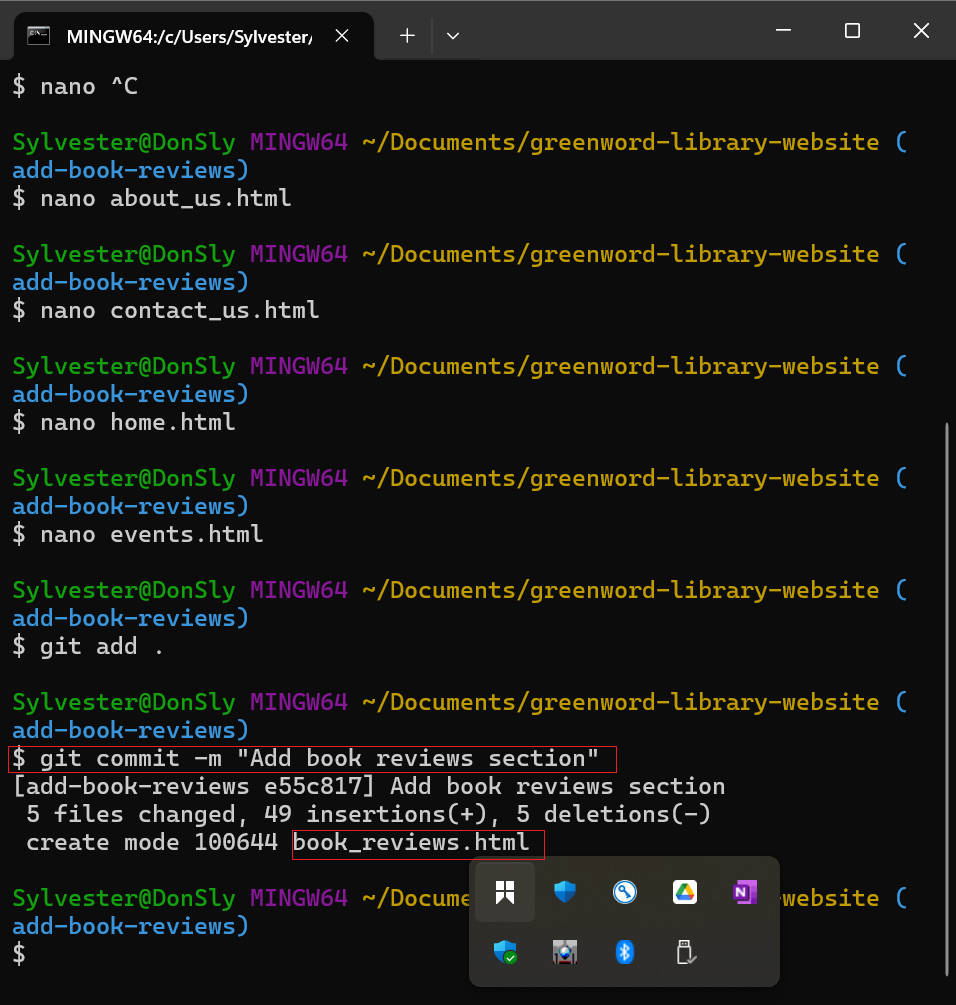 MINGW64:/c/Users/Sylvester/
$ nano ^C
Sylvester@DonSly MINGW64 ~/Documents/greenword-library-website (
add-book-reviews)
$ nano about_us.html
Sylvester@DonSly MINGW64 ~/Documents/greenword-library-website (
add-book-reviews)
$ nano contact_us.html
Sylvester@DonSly MINGW64 ~/Documents/greenword-library-website (
add-book-reviews)
$ nano home.html
Sylvester@DonSly MINGW64 ~/Documents/greenword-library-website (
add-book-reviews)
$ nano events.html
Sylvester@DonSly MINGW64 ~/Documents/greenword-library-website (
add-book-reviews)
$ git add .
Sylvester@DonSly MINGW64 ~/Documents/greenword-library-website (
add-book-reviews)
$ git commit -m "Add book reviews section"
[add-book-reviews e55c817] Add book reviews section
5 files changed, 49 insertions(+), 5 deletions(-)
create mode 100644 book_reviews.html
Sylvester@DonSly MINGW64 ~/Docume website (
add-book-reviews)
$